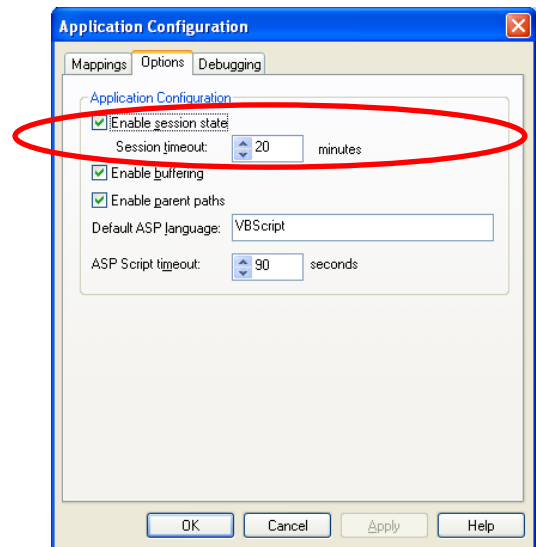 Application Configuration
Mappings Options Debugging
Application Configuration
Enable session state
Session timeout: 20 minutes
Enable buffering
Enable parent paths
Default ASP language: VBScript
ASP Script timeout: 90 seconds
OK Cancel Apply Help